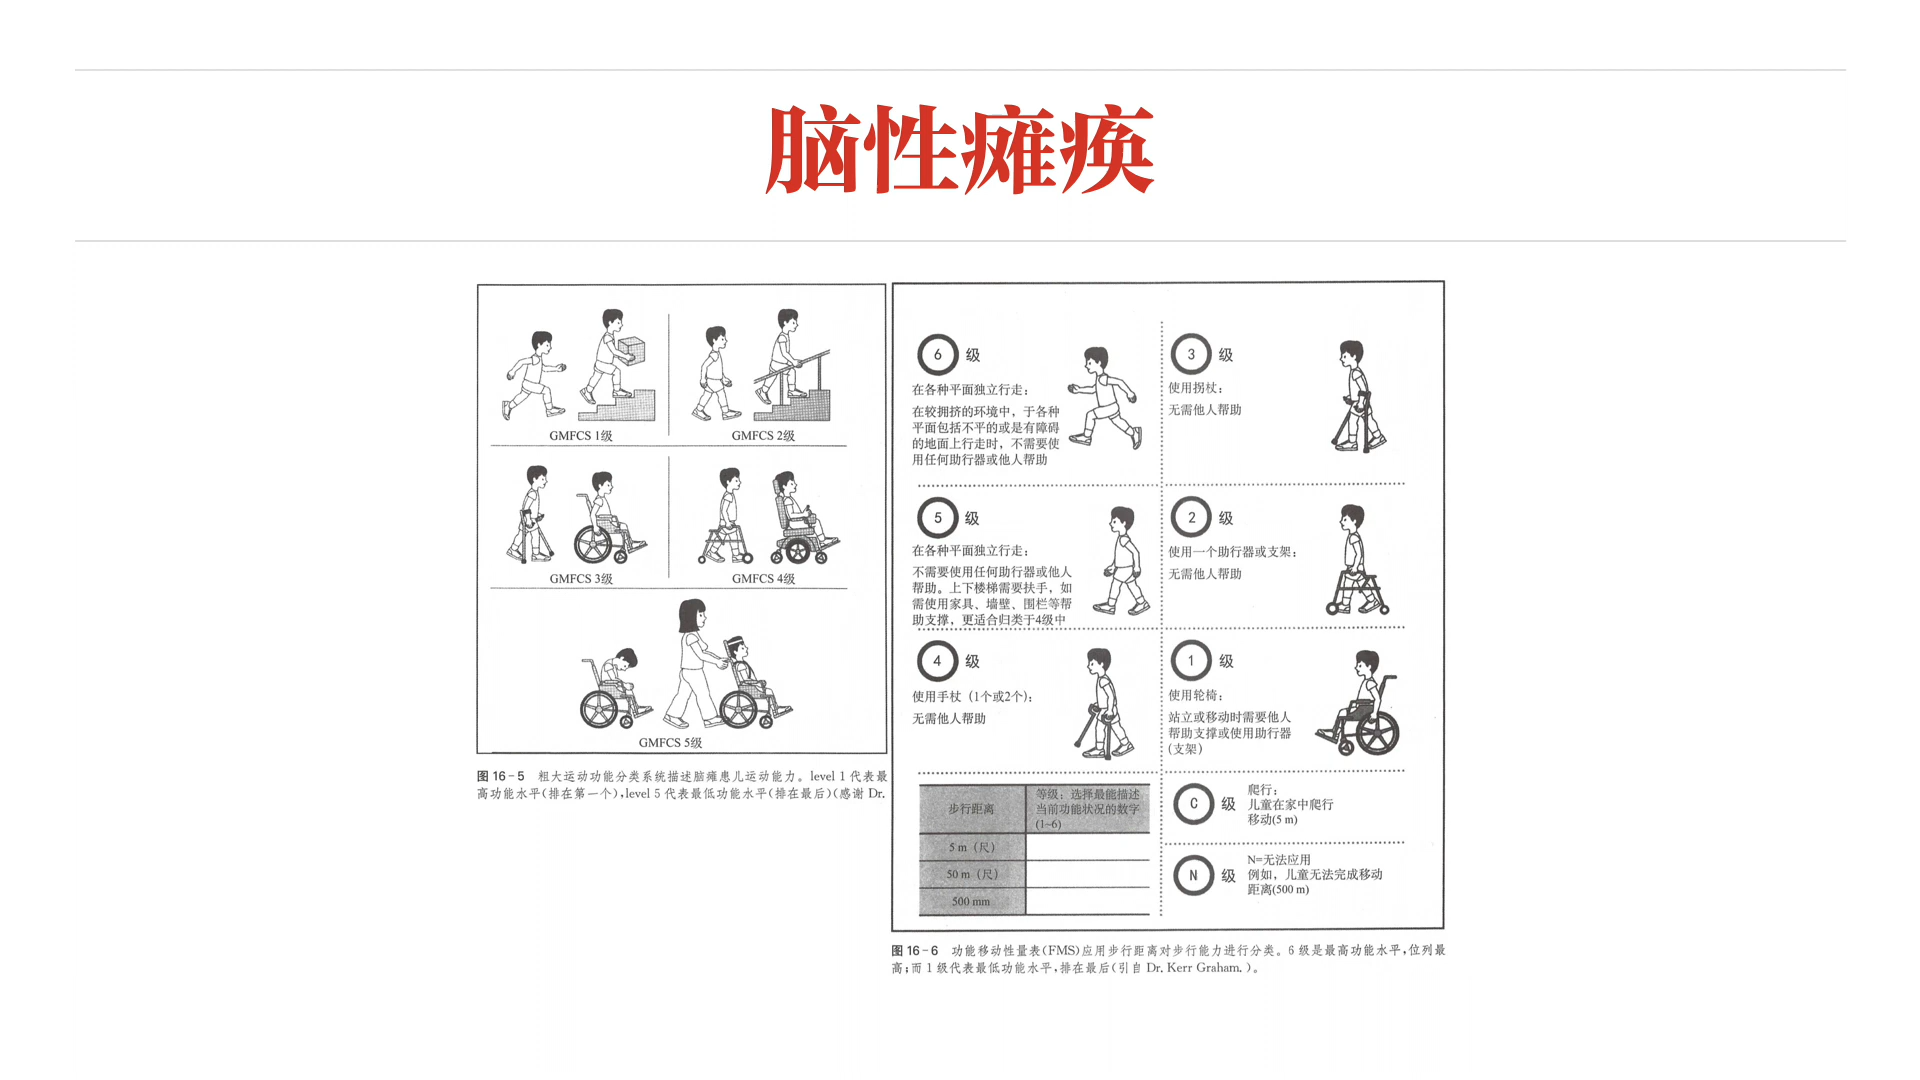 脑性瘫痪
GMFCS 1级
GMFCS 2级
GMFCS 3级
GMFCS 4级
GMFCS 5级
图 16-5 粗大运动功能分类系统描述脑瘫患儿运动能力。level 1 代表最
高功能水平(排在第一个),level 5 代表最低功能水平(排在最后)(感谢 Dr.
6 级
在各种平面独立行走:
在较拥挤的环境中，于各种
平面包括不平的或是有障碍
的地面上行走时，不需要使
用任何助行器或他人帮助
5 级
在各种平面独立行走:
不需要使用任何助行器或他人
帮助。上下楼梯需要扶手，如
需使用家具、墙壁、围栏等帮
助支撑，更适合归类于4级中
4 级
使用手杖（1个或2个）:
无需他人帮助
3 级
使用拐杖:
无需他人帮助
2 级
使用一个助行器或支架:
无需他人帮助
1 级
使用轮椅:
站立或移动时需要他人
帮助支撑或使用助行器
(支架)
步行距离
等级：选择最能描述
当前功能状况的数字
(1–6)
5 m（尺）
50 m（尺）
500 mm
C 级
爬行:
儿童在家中爬行
移动(5 m)
N 级
N=无法应用
例如，儿童无法完成移动
距离(500 m)
图 16-6 功能移动性量表(FMS)应用步行距离对步行能力进行分类。6 级是最高功能水平,位列最
高;而 1 级代表最低功能水平,排在最后(引自 Dr. Kerr Graham. )。